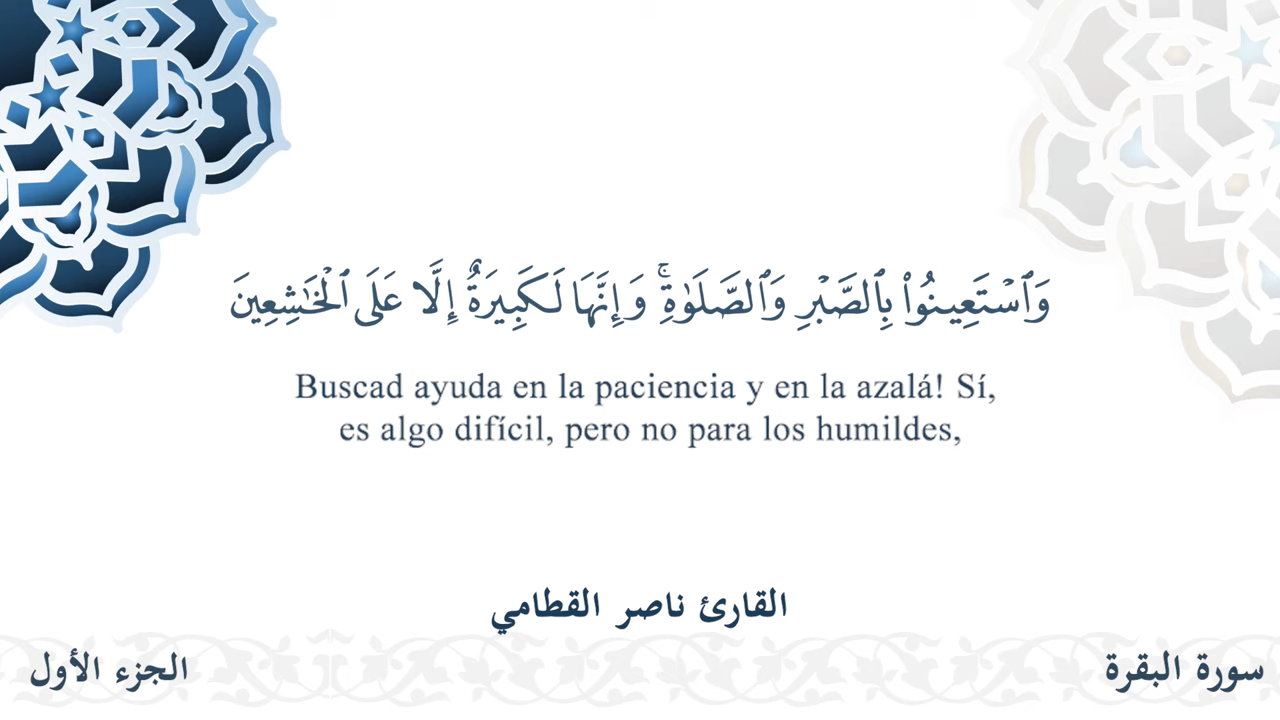 وَٱسْتَعِينُوا۟ بِٱلصَّبْرِ وَٱلصَّلَوٰةِ ۚ وَإِنَّهَا لَكَبِيرَةٌ إِلَّا عَلَى ٱلْخَـٰشِعِينَ
Buscad ayuda en la paciencia y en la azalá! Sí,
es algo difícil, pero no para los humildes,
القارئ ناصر القطامي
سورة البقرة
الجزء الأول